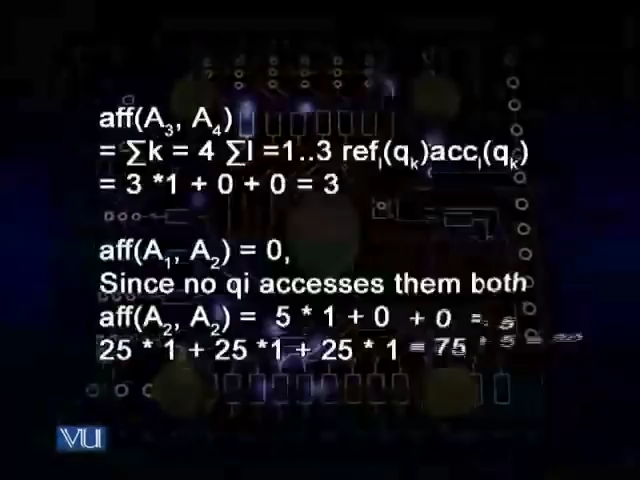 aff(A3, A4)
= ∑k = 4 ∑l =1..3 refl(qk)accl(qk)
= 3 *1 + 0 + 0 = 3
aff(A1, A2) = 0,
Since no qi accesses them both
aff(A2, A2) = 5 * 1 + 0 + 0 = 5
25 * 1 + 25 *1 + 25 * 1 = 75
VU